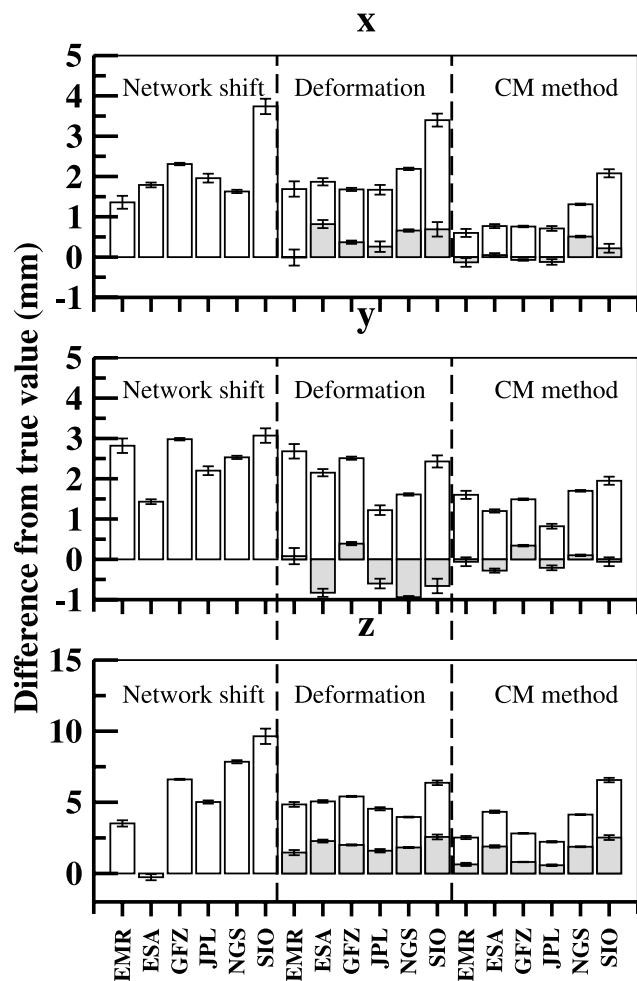 x
5
4
3
2
1
0
-1
Network shift Deformation CM method
y
5
4
3
2
1
0
-1
Network shift Deformation CM method
z
15
10
5
0
Network shift Deformation CM method
Difference from true value (mm)
EMR ESA GFZ JPL NGS SIO EMR ESA GFZ JPL NGS SIO EMR ESA GFZ JPL NGS SIO